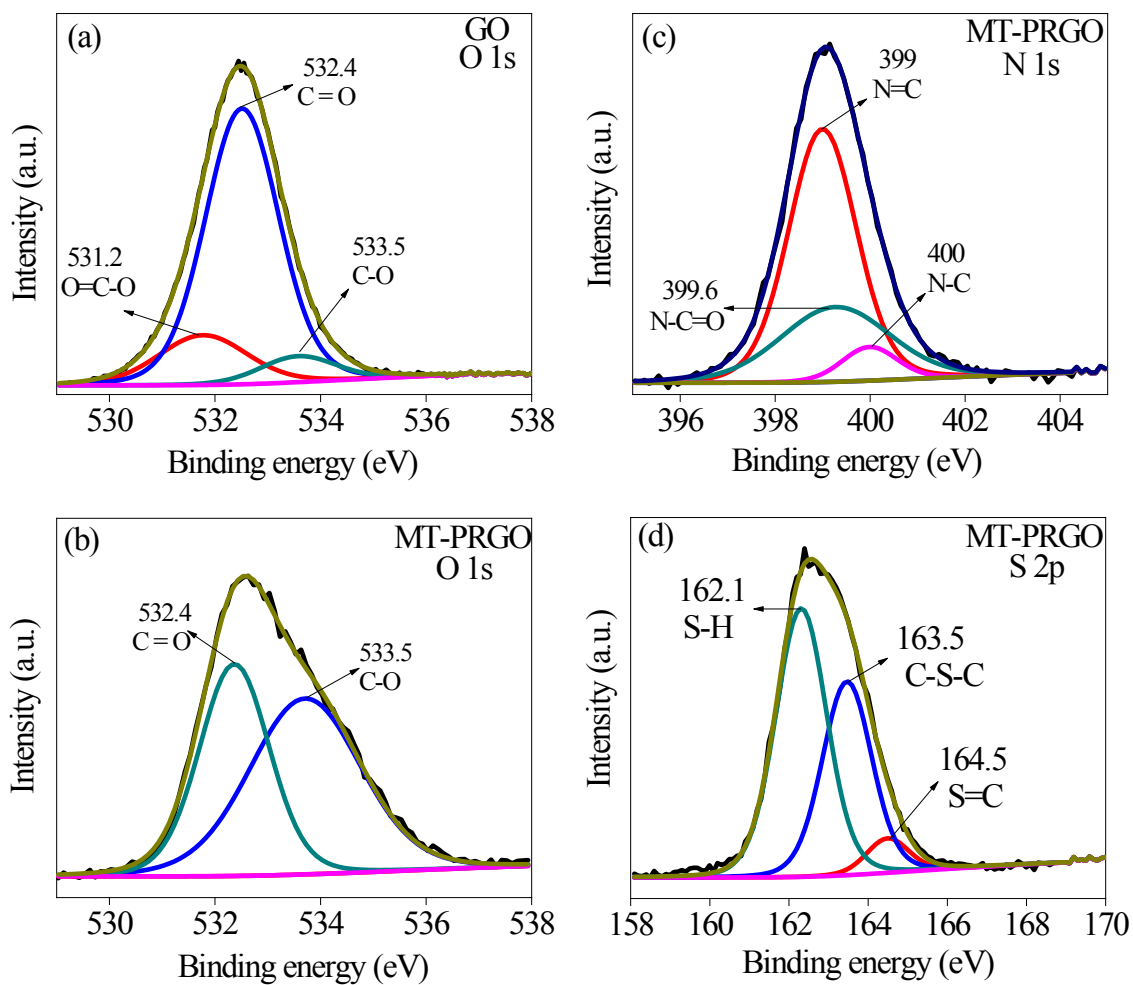 (a)
GO
O 1s
532.4
C = O
531.2
O=C-O
533.5
C-O
Intensity (a.u.)
530 532 534 536 538
Binding energy (eV)
(c)
MT-PRGO
N 1s
399
N=C
399.6
N-C=O
400
N-C
Intensity (a.u.)
396 398 400 402 404
Binding energy (eV)
(b)
MT-PRGO
O 1s
532.4
C = O
533.5
C-O
Intensity (a.u.)
530 532 534 536 538
Binding energy (eV)
(d)
MT-PRGO
S 2p
162.1
S-H
163.5
C-S-C
164.5
S=C
Intensity (a.u.)
158 160 162 164 166 168 170
Binding energy (eV)